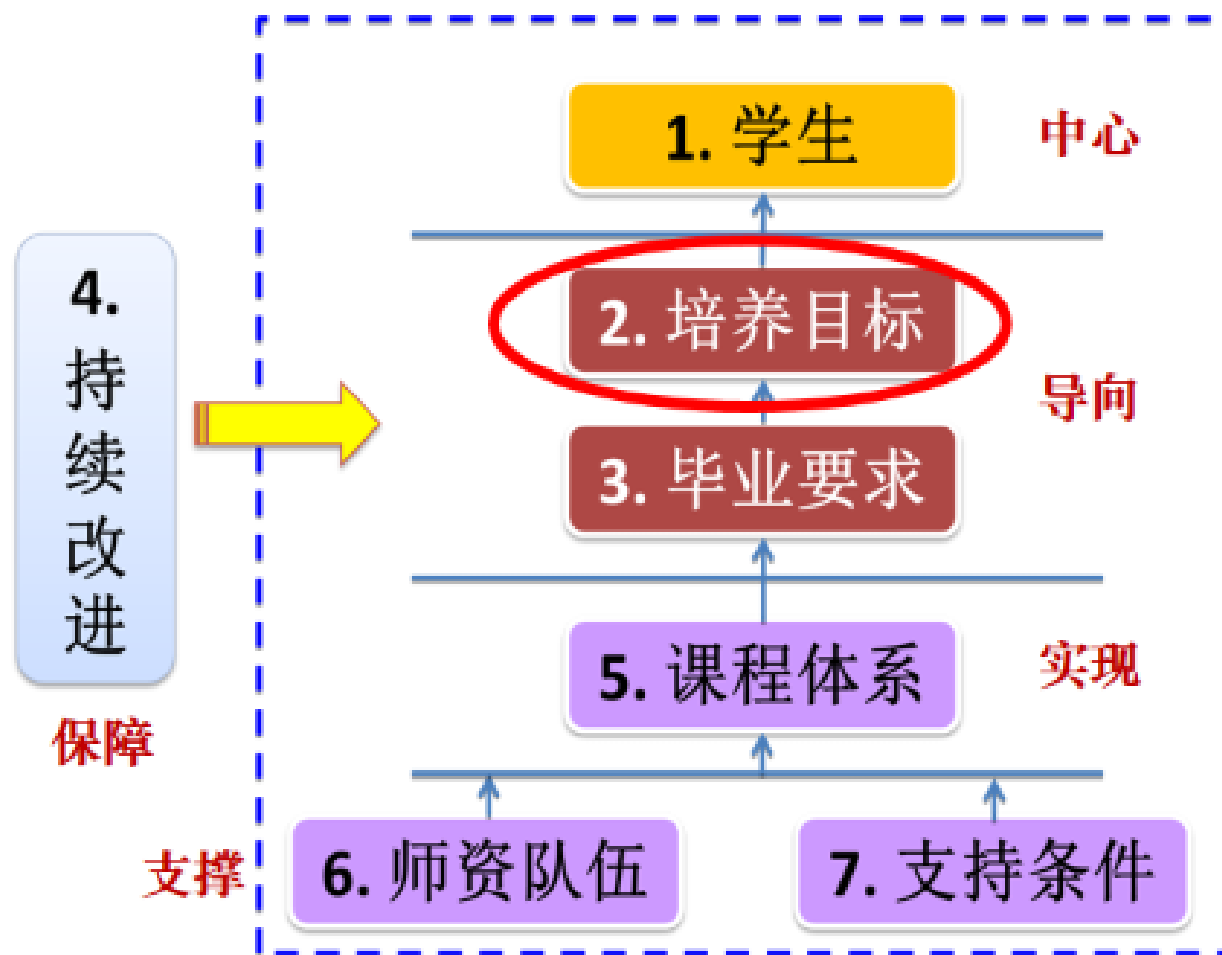 1. 学生
中心
2. 培养目标
导向
3. 毕业要求
4.
持
续
改
进
保障
5. 课程体系
实现
支撑
6. 师资队伍
7. 支持条件